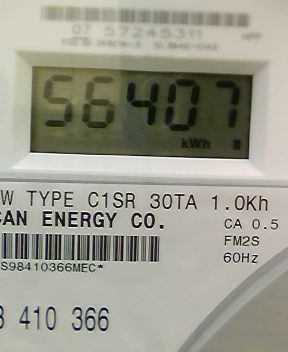 07 57245311
56407
kWh
W TYPE C1SR 30TA 1.0Kh
CAN ENERGY CO.
CA 0.5
FM2S
S98410366MEC*
60Hz
8 410 366